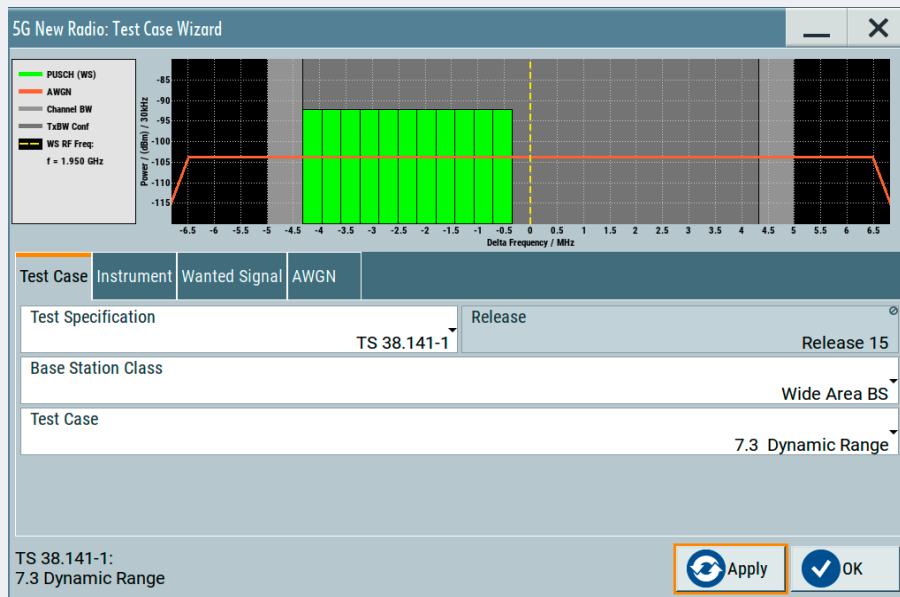 5G New Radio: Test Case Wizard
PUSCH (WS)
AWGN
Channel BW
TxBW Conf
WS RF Freq:
f = 1.950 GHz
Power / (dBm) / 30kHz
-85
-90
-95
-100
-105
-110
-115
-6.5 -6 -5.5 -5 -4.5 -4 -3.5 -3 -2.5 -2 -1.5 -1 -0.5 0 0.5 1 1.5 2 2.5 3 3.5 4 4.5 5 5.5 6 6.5
Delta Frequency / MHz
Test Case Instrument Wanted Signal AWGN
Test Specification
TS 38.141-1
Release
Release 15
Base Station Class
Wide Area BS
Test Case
7.3 Dynamic Range
TS 38.141-1:
7.3 Dynamic Range
Apply
OK